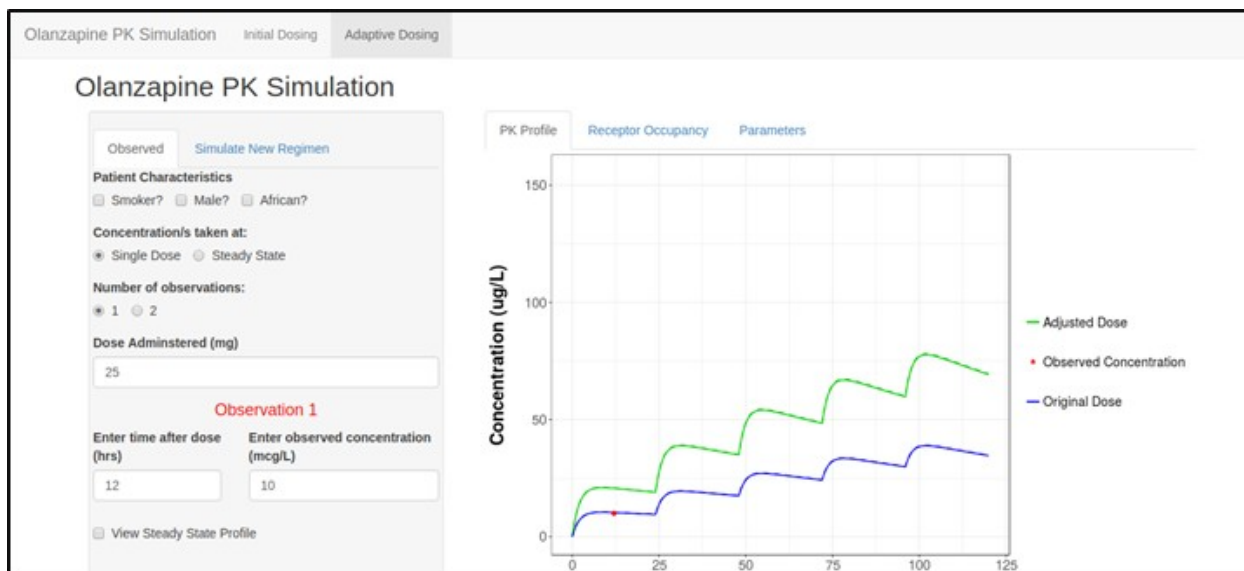 Olanzapine PK Simulation Initial Dosing Adaptive Dosing
Olanzapine PK Simulation
Observed Simulate New Regimen
Patient Characteristics
Smoker? Male? African?
Concentration/s taken at:
Single Dose Steady State
Number of observations:
1 2
Dose Adminstered (mg)
25
Observation 1
Enter time after dose (hrs)
12
Enter observed concentration (mcg/L)
10
View Steady State Profile
PK Profile Receptor Occupancy Parameters
Concentration (ug/L)
150
100
50
0
0 25 50 75 100 125
Adjusted Dose
Observed Concentration
Original Dose